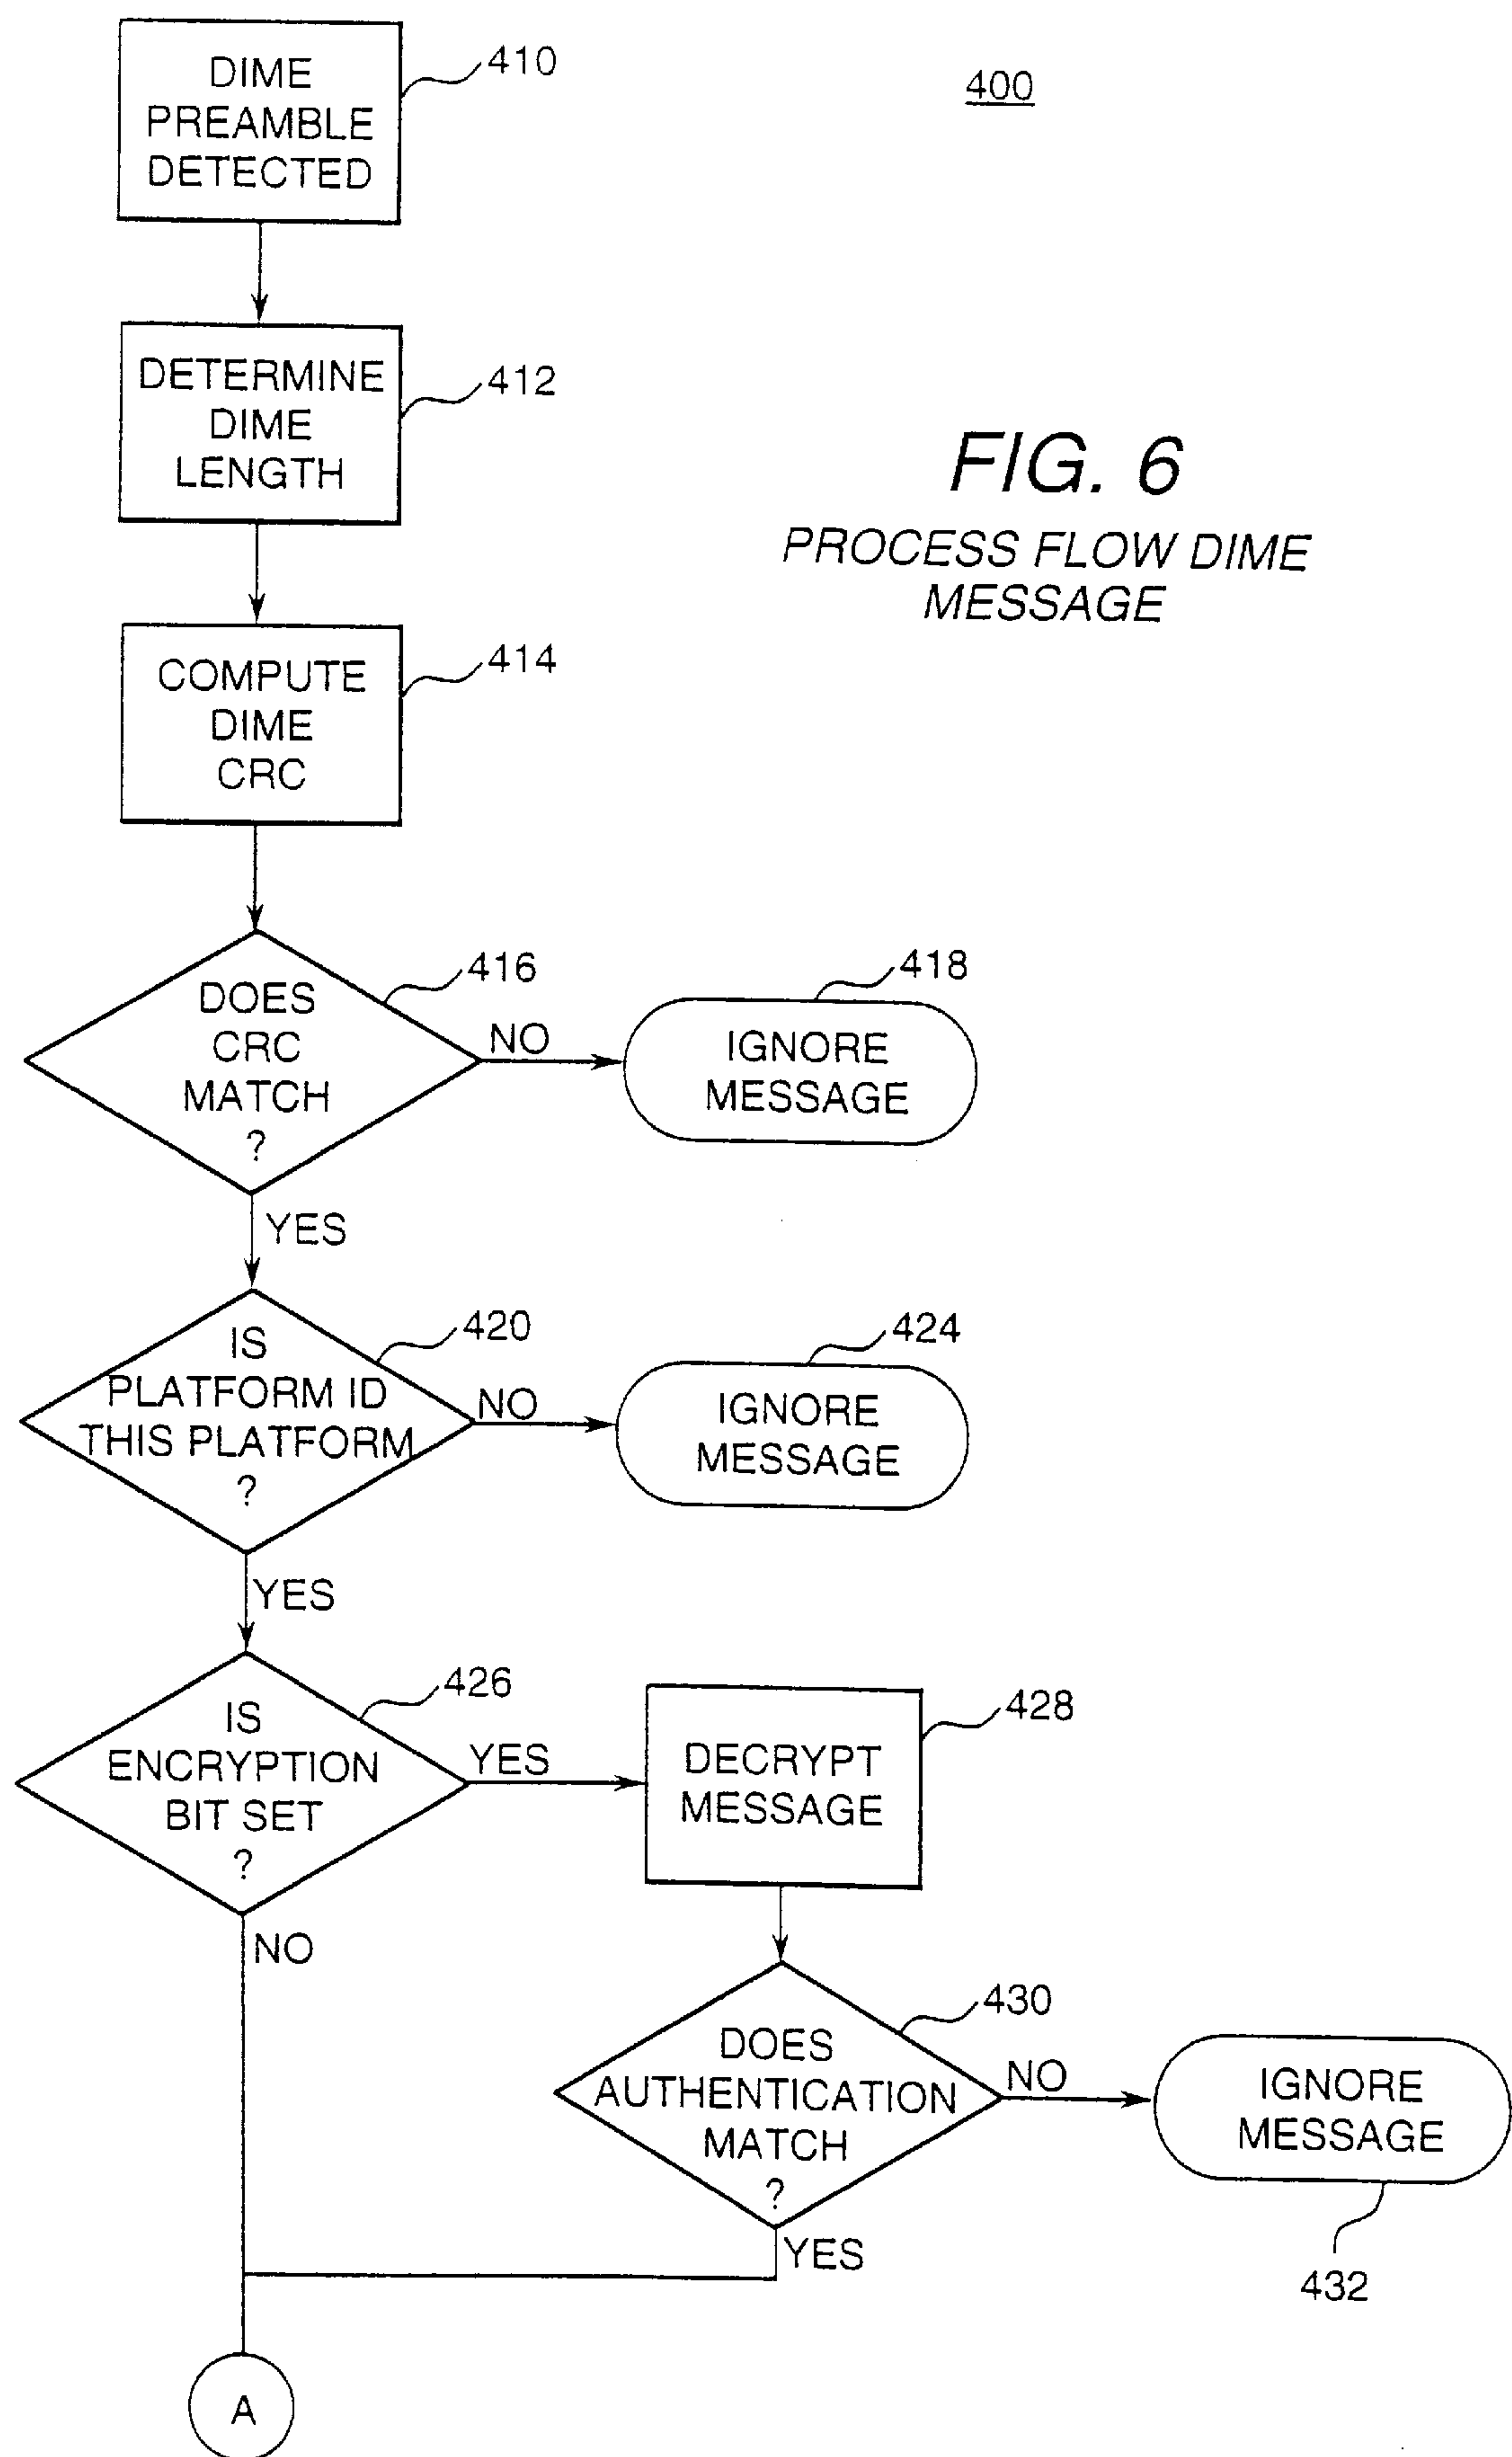 DIME
PREAMBLE
DETECTED
410
400
DETERMINE
DIME
LENGTH
412
FIG. 6
PROCESS FLOW DIME
MESSAGE
COMPUTE
DIME
CRC
414
DOES
CRC
MATCH
?
416
NO
IGNORE
MESSAGE
418
YES
IS
PLATFORM ID
THIS PLATFORM
?
420
NO
IGNORE
MESSAGE
424
YES
IS
ENCRYPTION
BIT SET
?
426
YES
DECRYPT
MESSAGE
428
NO
DOES
AUTHENTICATION
MATCH
?
430
NO
IGNORE
MESSAGE
432
YES
A